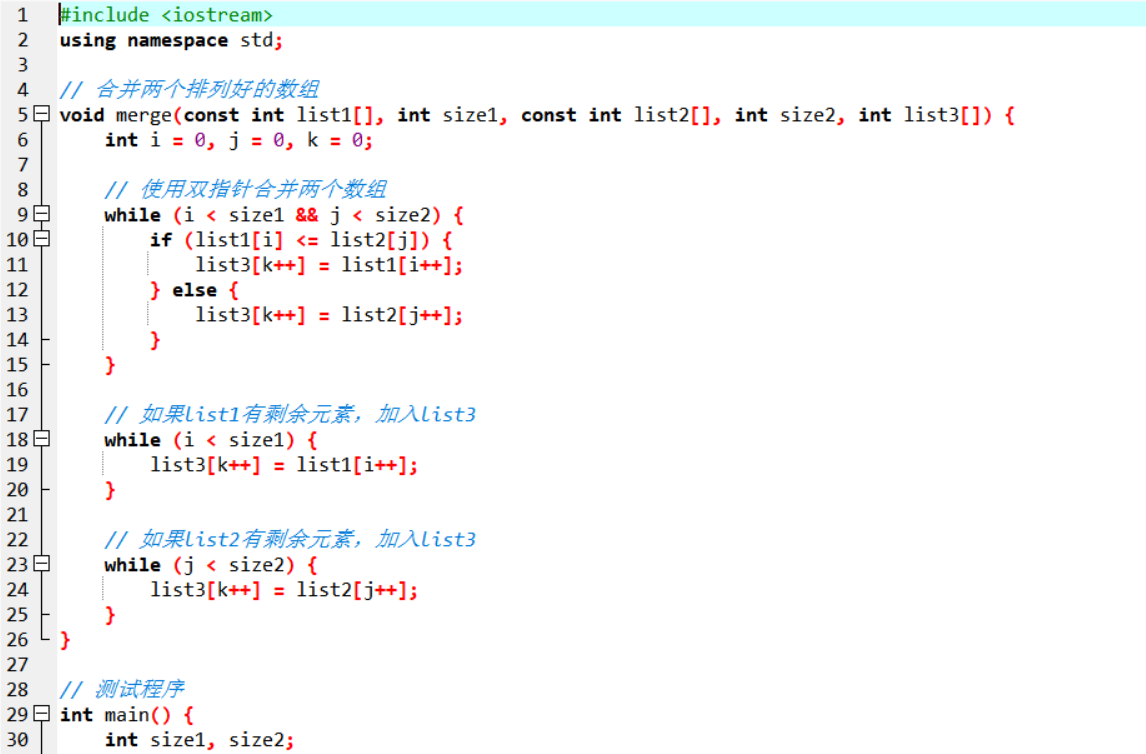 1 #include <iostream>
2 using namespace std;
3
4 // 合并两个排列好的数组
5 void merge(const int list1[], int size1, const int list2[], int size2, int list3[]) {
6     int i = 0, j = 0, k = 0;
7
8     // 使用双指针合并两个数组
9     while (i < size1 && j < size2) {
10         if (list1[i] <= list2[j]) {
11             list3[k++] = list1[i++];
12         } else {
13             list3[k++] = list2[j++];
14         }
15     }
16
17     // 如果list1有剩余元素，加入list3
18     while (i < size1) {
19         list3[k++] = list1[i++];
20     }
21
22     // 如果list2有剩余元素，加入list3
23     while (j < size2) {
24         list3[k++] = list2[j++];
25     }
26 }
27
28 // 测试程序
29 int main() {
30     int size1, size2;